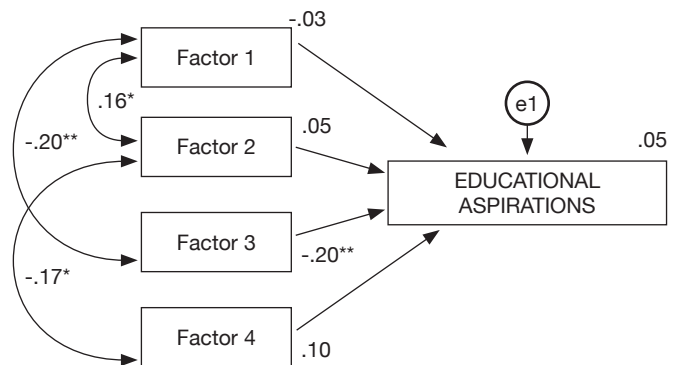 -.03
Factor 1
e1
.16*
.05
.05
-.20**
Factor 2
EDUCATIONAL
ASPIRATIONS
Factor 3
-.20**
-.17*
Factor 4
.10